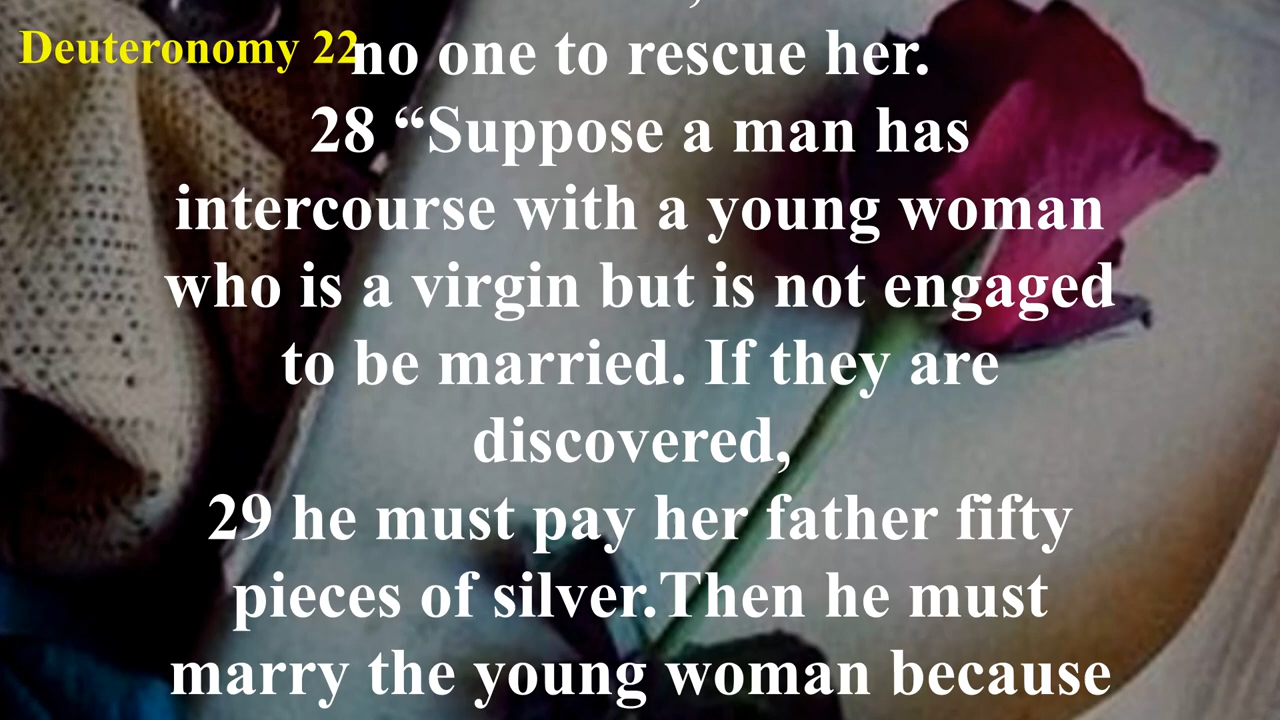 Deuteronomy 22
no one to rescue her.
28 “Suppose a man has
intercourse with a young woman
who is a virgin but is not engaged
to be married. If they are
discovered,
29 he must pay her father fifty
pieces of silver.Then he must
marry the young woman because